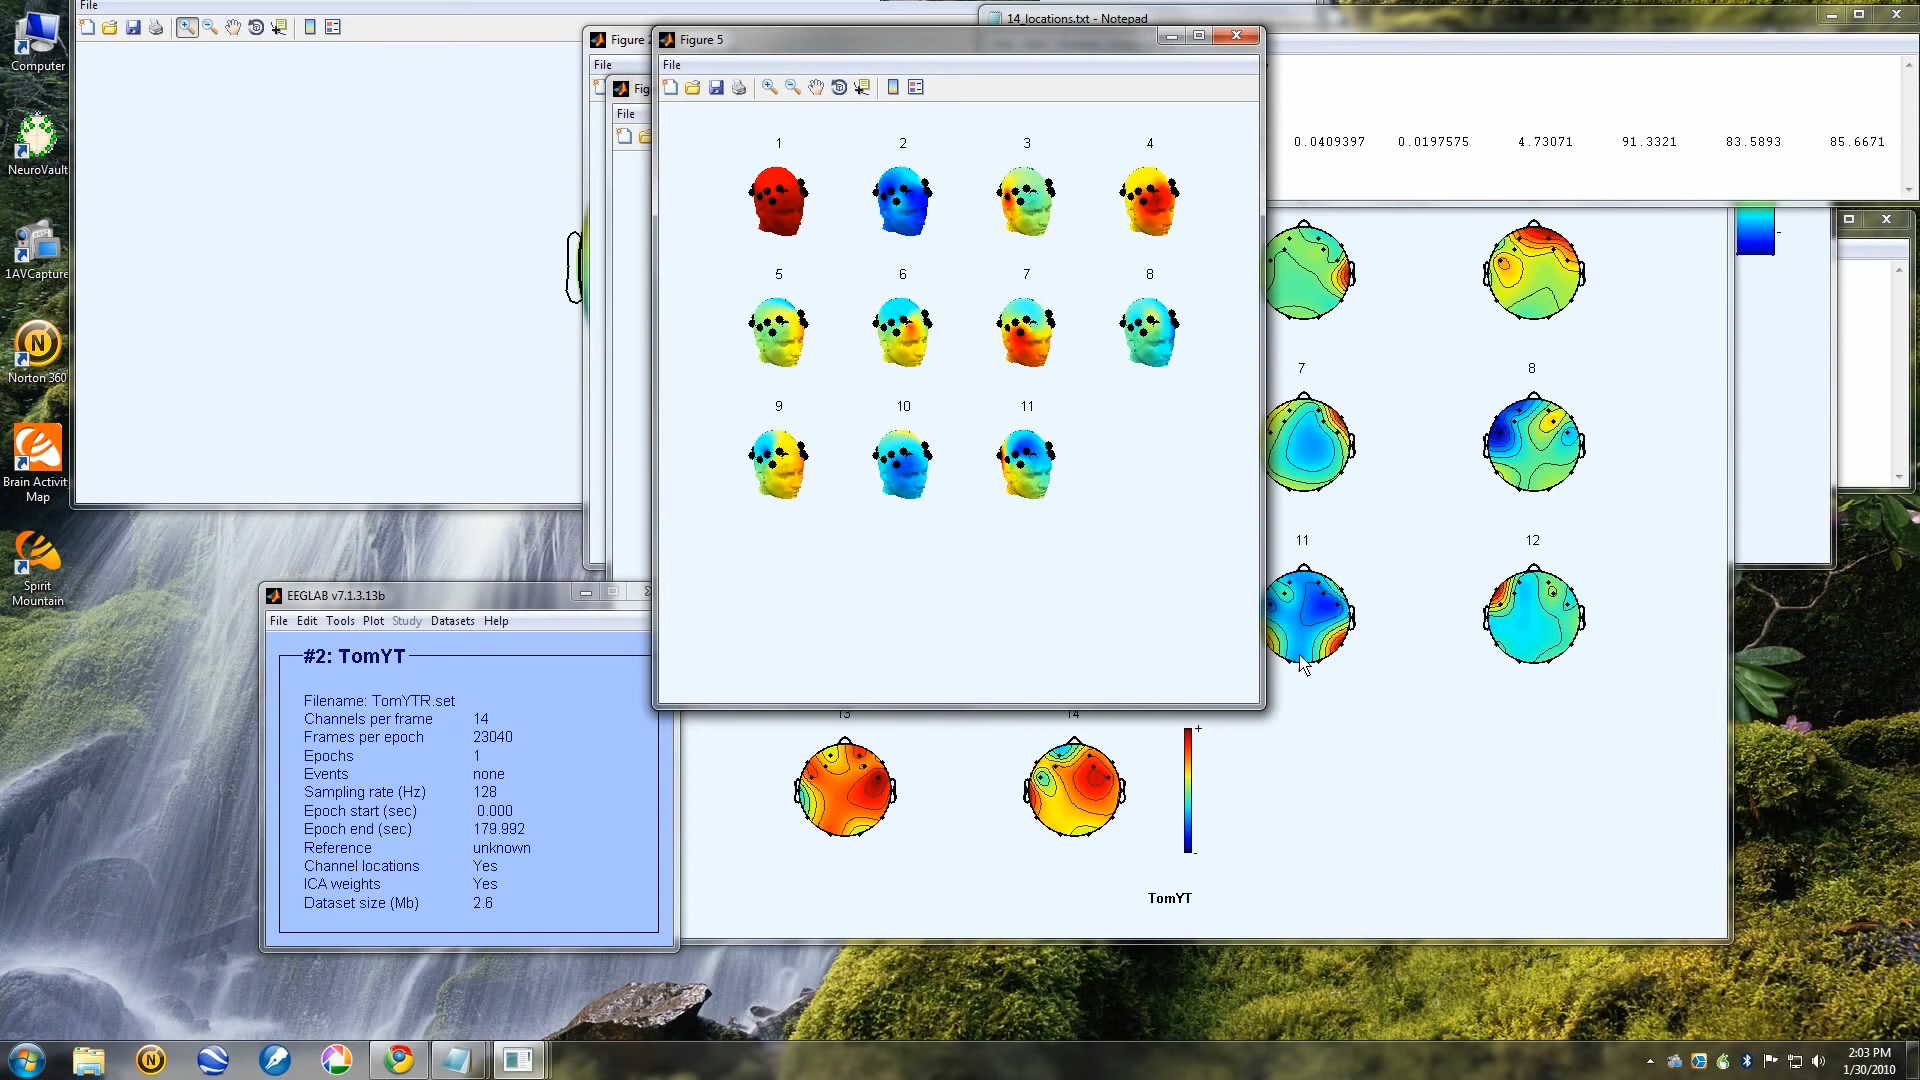 File
14_locations.txt - Notepad
Computer
NeuroVault
1AVCapture
Norton 360
Brain Activit
Map
Spirit
Mountain
Figure 2
File
Fig
File
Figure 5
File
1 2 3 4
5 6 7 8
9 10 11
0.0409397 0.0197575 4.73071 91.3321 83.5893 85.6671
7 8
11 12
13 14
+
-
-
TomYT
EEGLAB v7.1.3.13b
File Edit Tools Plot Study Datasets Help
#2: TomYT
Filename: TomYTR.set
Channels per frame 14
Frames per epoch 23040
Epochs 1
Events none
Sampling rate (Hz) 128
Epoch start (sec) 0.000
Epoch end (sec) 179.992
Reference unknown
Channel locations Yes
ICA weights Yes
Dataset size (Mb) 2.6
2:03 PM
1/30/2010